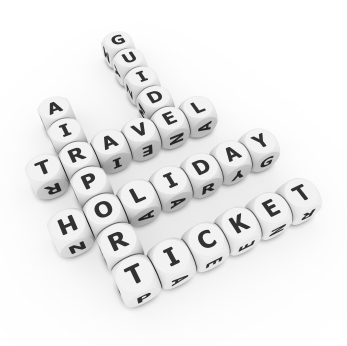 GUIDE
AIRPORT
TRAVEL
HOLIDAY
TICKET